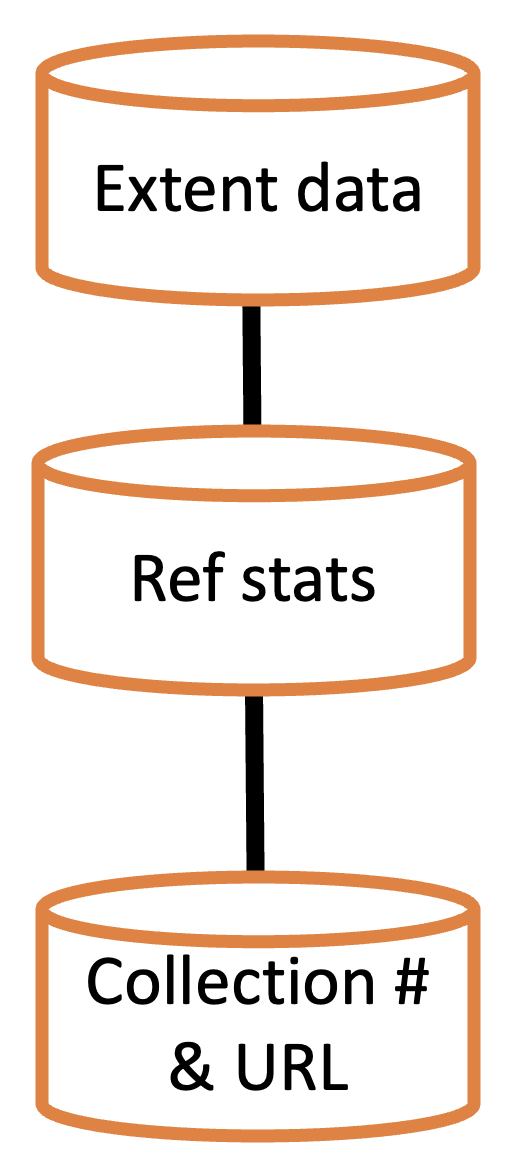 Extent data
Ref stats
Collection #
& URL